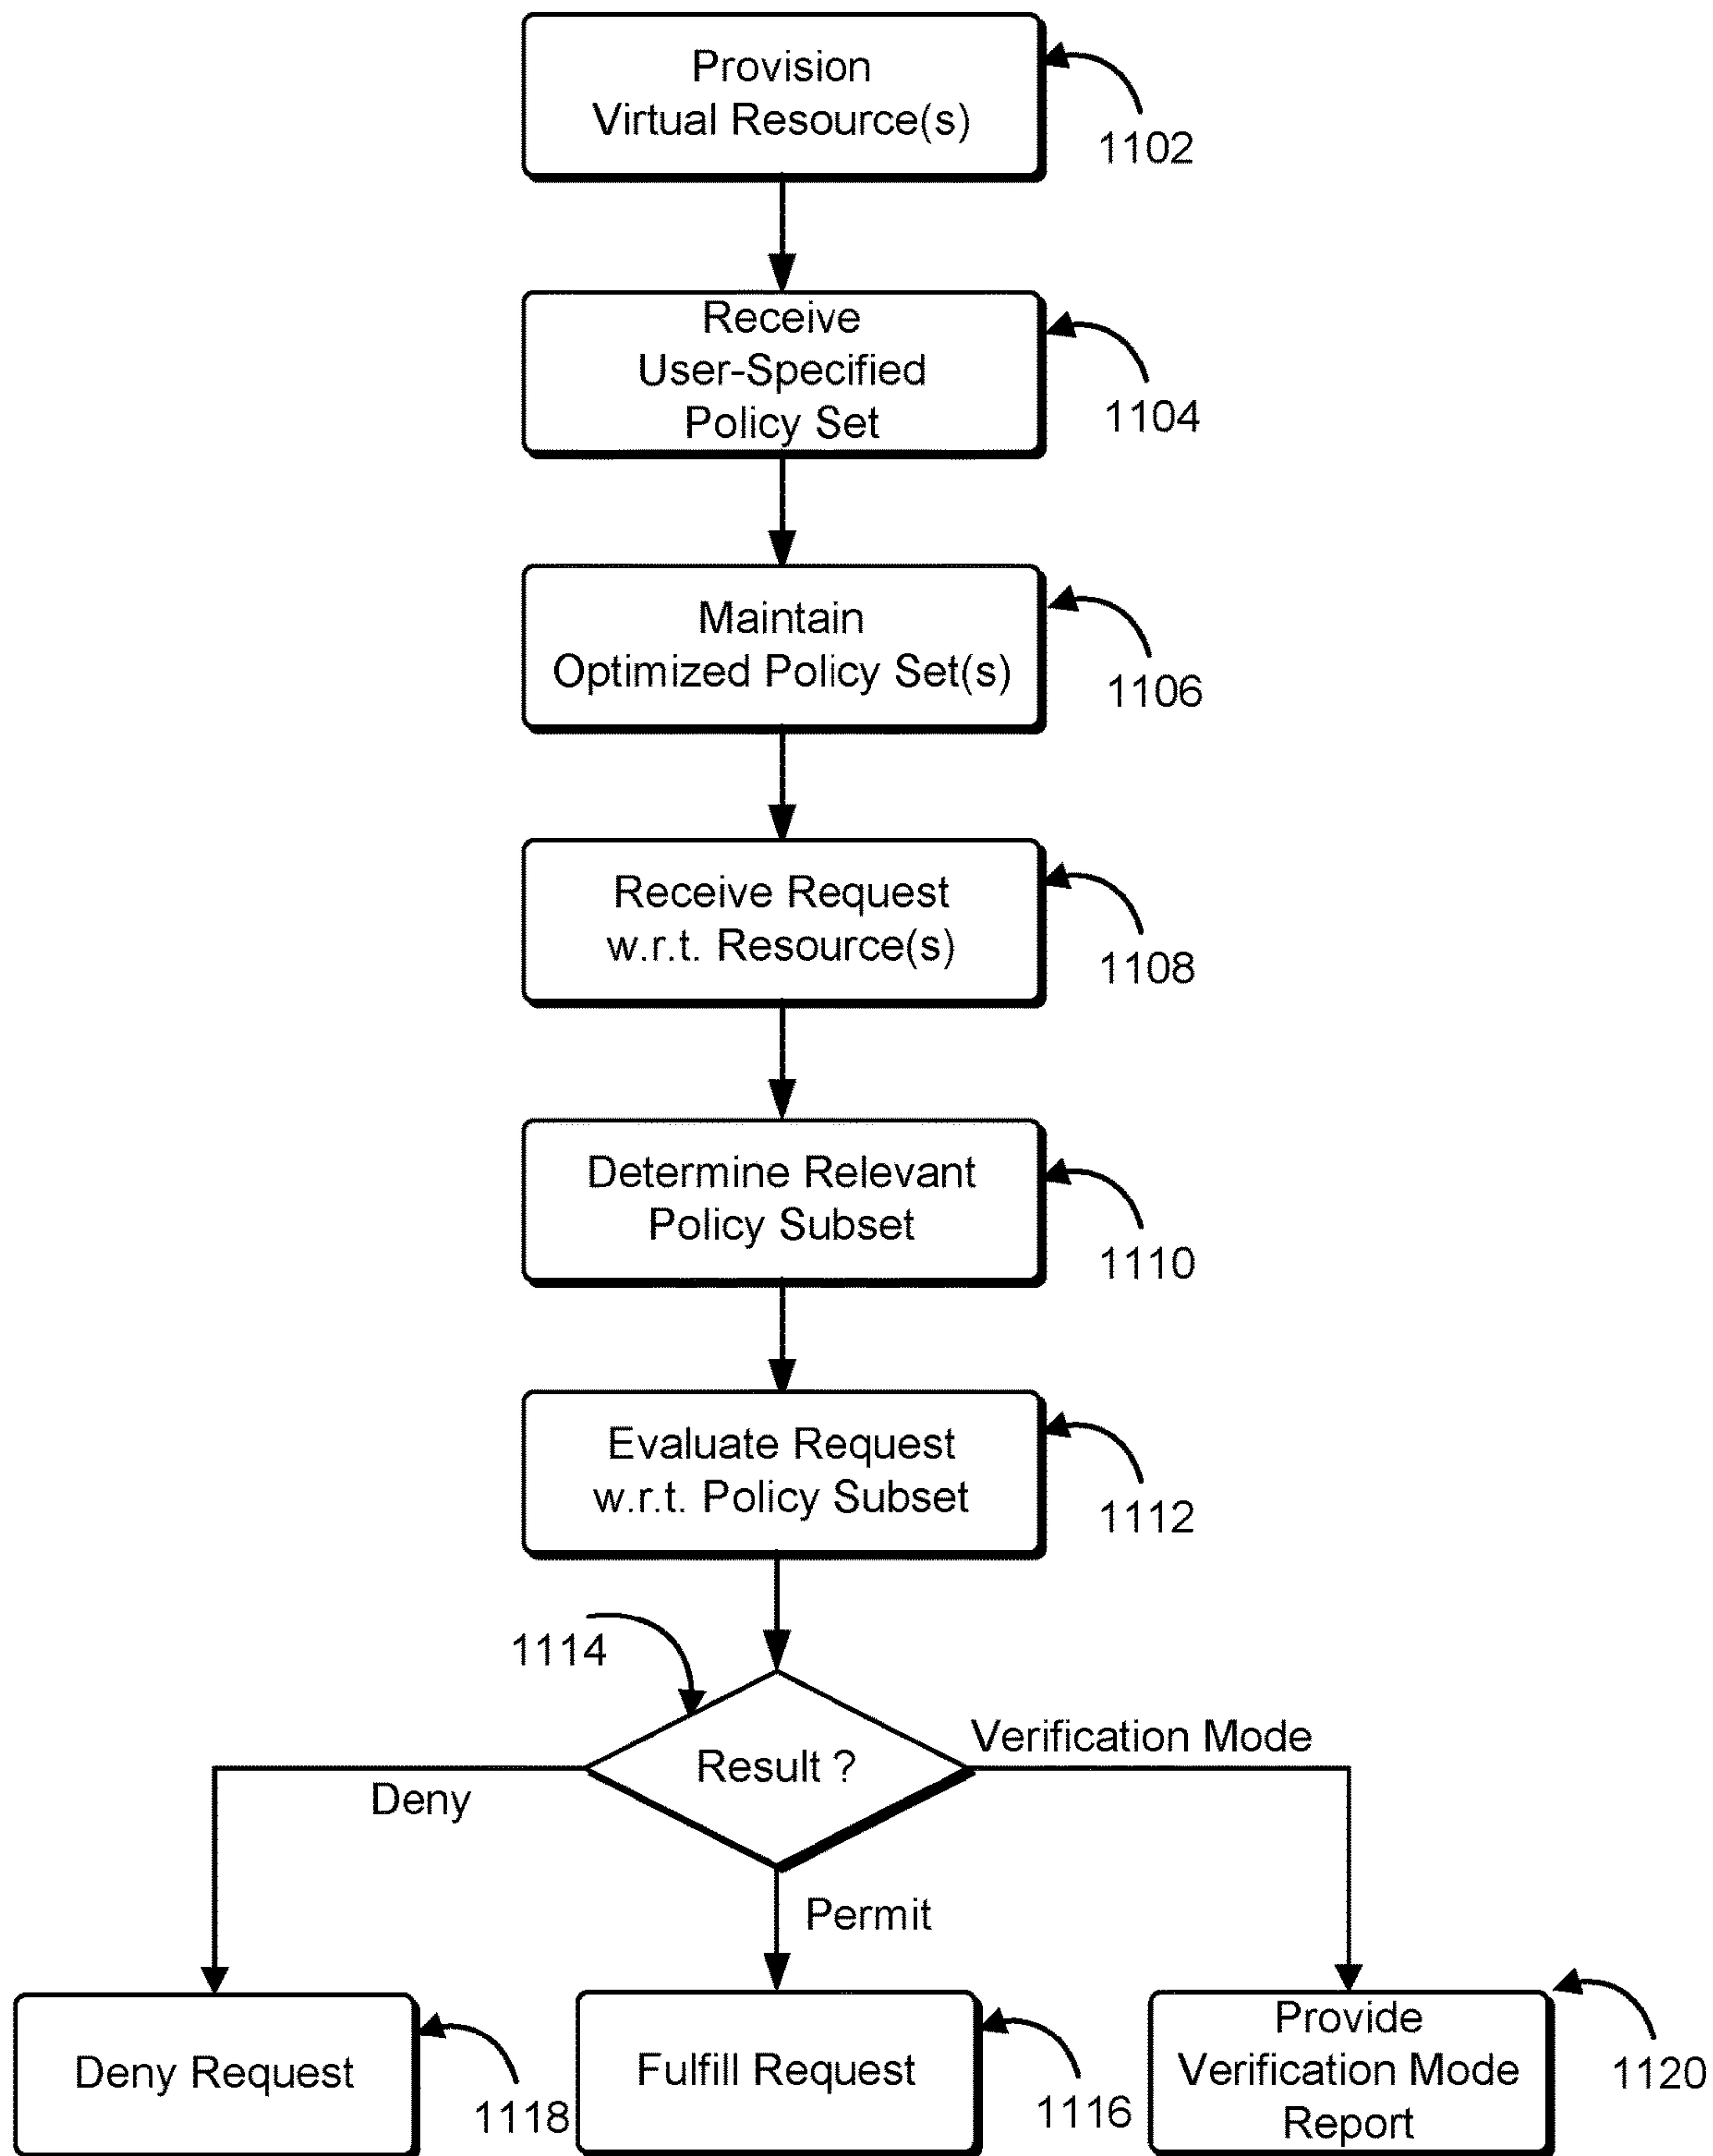 Provision
Virtual Resource(s)
1102
Receive
User-Specified
Policy Set
1104
Maintain
Optimized Policy Set(s)
1106
Receive Request
w.r.t. Resource(s)
1108
Determine Relevant
Policy Subset
1110
Evaluate Request
w.r.t. Policy Subset
1112
1114
Result ?
Verification Mode
Deny
Permit
Deny Request
1118
Fulfill Request
1116
Provide
Verification Mode
Report
1120